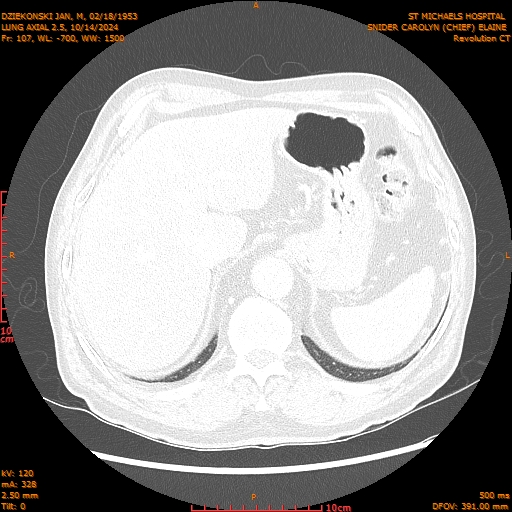 A
DZIEKONSKI JAN, M, 02/18/1953
LUNG AXIAL 2.5, 10/14/2024
Fr: 107, WL: -700, WW: 1500
ST MICHAELS HOSPITAL
SNIDER CAROLYN (CHIEF) ELAINE
Revolution CT
R
L
10
cm
kV: 120
mA: 328
2.50 mm
Tilt: 0
P
10cm
500 ms
DFOV: 391.00 mm